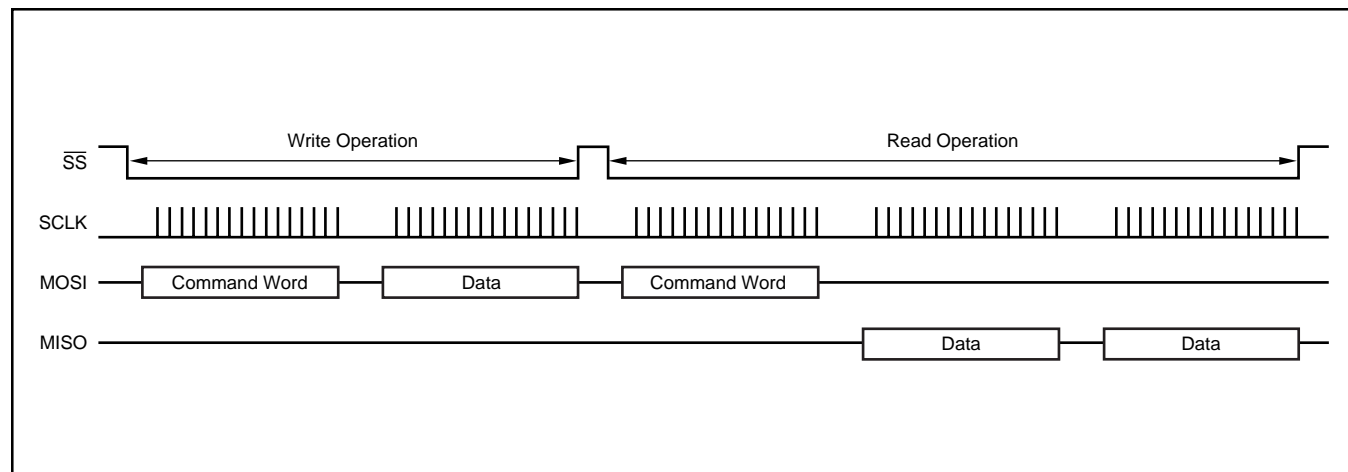 Write Operation
Read Operation
SS
SCLK
MOSI
Command Word
Data
Command Word
MISO
Data
Data